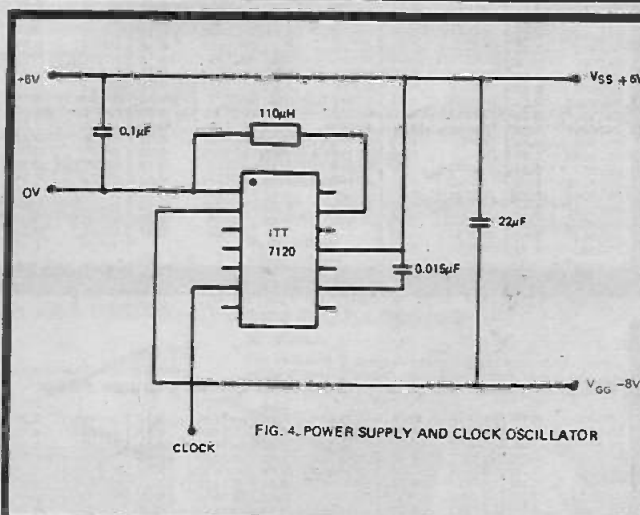 +6V
VSS +6V
110µH
0.1µF
0V
ITT
7120
22µF
0.015µF
VGG -8V
FIG. 4. POWER SUPPLY AND CLOCK OSCILLATOR
CLOCK